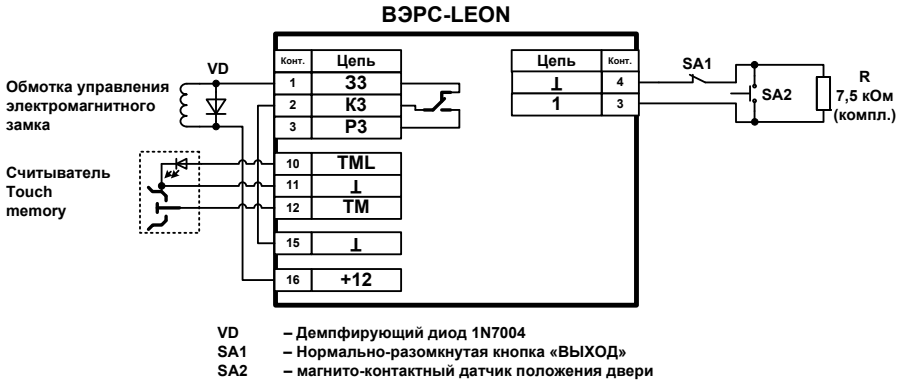 ВЭРС-LEON
Конт. Цепь
1 ЗЗ
2 КЗ
3 РЗ
10 TML
11 ⊥
12 TM
15 ⊥
16 +12
Цепь Конт.
⊥ 4
1 3
VD
Обмотка управления
электромагнитного
замка
Считыватель
Touch
memory
SA1
SA2
R
7,5 кОм
(компл.)
VD – Демпфирующий диод 1N7004
SA1 – Нормально-разомкнутая кнопка «ВЫХОД»
SA2 – магнито-контактный датчик положения двери